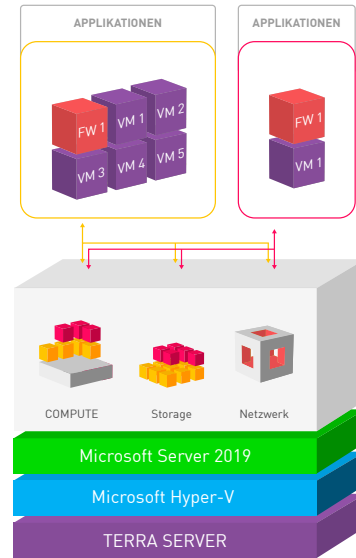 APPLIKATIONEN
APPLIKATIONEN
FW 1
VM 1
VM 2
VM 3
VM 4
VM 5
FW 1
VM 1
COMPUTE
Storage
Netzwerk
Microsoft Server 2019
Microsoft Hyper-V
TERRA SERVER